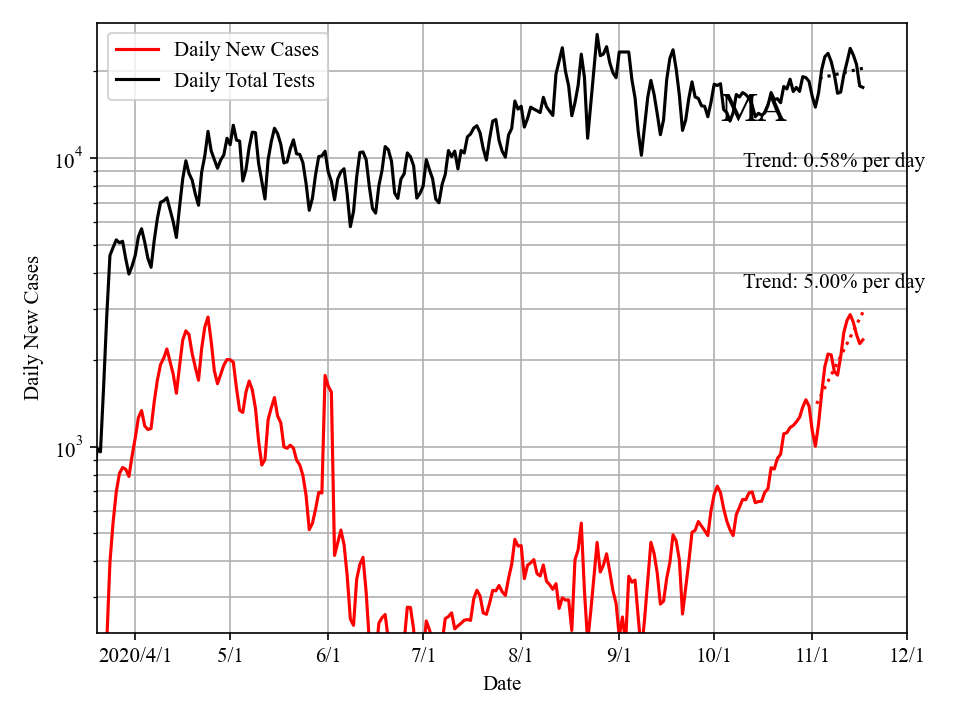 Daily New Cases
Daily Total Tests
MA
Trend: 0.58% per day
Trend: 5.00% per day
10^4
10^3
Daily New Cases
2020/4/1 5/1 6/1 7/1 8/1 9/1 10/1 11/1 12/1
Date